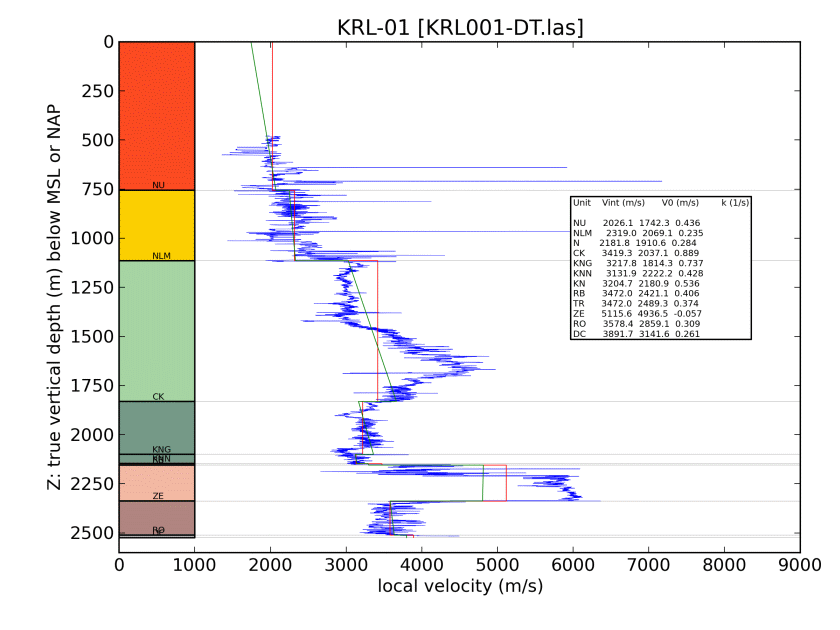 KRL-01 [KRL001-DT.las]
0
250
500
750
1000
1250
1500
1750
2000
2250
2500
Z: true vertical depth (m) below MSL or NAP
NU
NLM
CK
KNG
KNN
ZE
RO
Unit Vint (m/s) V0 (m/s) k (1/s)
NU 2026.1 1742.3 0.436
NLM 2319.0 2069.1 0.235
N 2181.8 1910.6 0.284
CK 3419.3 2037.1 0.889
KNG 3217.8 1814.3 0.737
KNN 3131.9 2222.2 0.428
KN 3204.7 2180.9 0.536
RB 3472.0 2421.1 0.406
TR 3472.0 2489.3 0.374
ZE 5115.6 4936.5 -0.057
RO 3578.4 2859.1 0.309
DC 3891.7 3141.6 0.261
0 1000 2000 3000 4000 5000 6000 7000 8000 9000
local velocity (m/s)